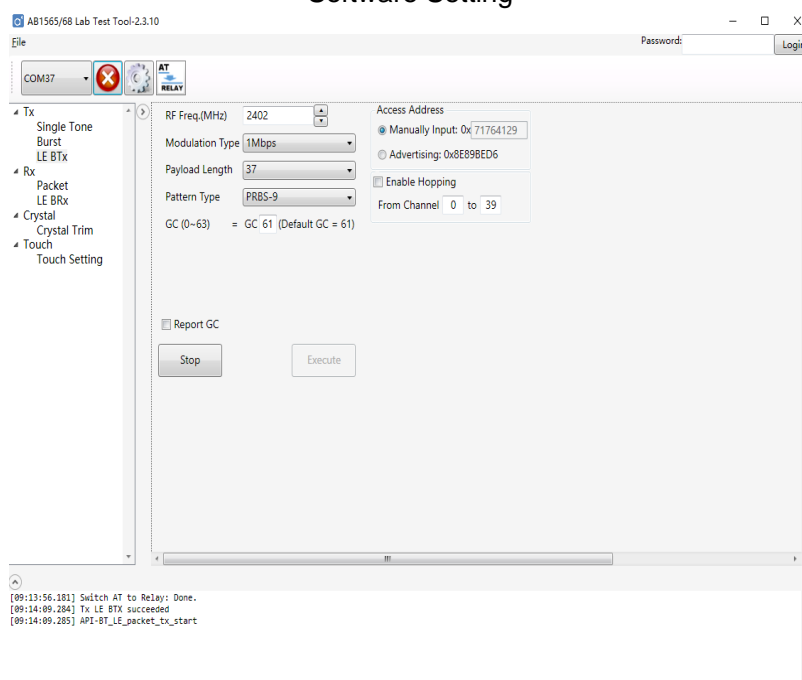 Software Setting
AB1565/68 Lab Test Tool-2.3.10
File
Password:
Login
COM37
AT
RELAY
Tx
Single Tone
Burst
LE BTx
Rx
Packet
LE BRx
Crystal
Crystal Trim
Touch
Touch Setting
RF Freq.(MHz) 2402
Modulation Type 1Mbps
Payload Length 37
Pattern Type PRBS-9
GC (0~63) = GC 61 (Default GC = 61)
Access Address
Manually Input: 0x 71764129
Advertising: 0x8E89BED6
Enable Hopping
From Channel 0 to 39
Report GC
Stop
Execute
[09:13:56.181] Switch AT to Relay: Done.
[09:14:09.284] Tx LE BTX succeeded
[09:14:09.285] API-BT_LE_packet_tx_start